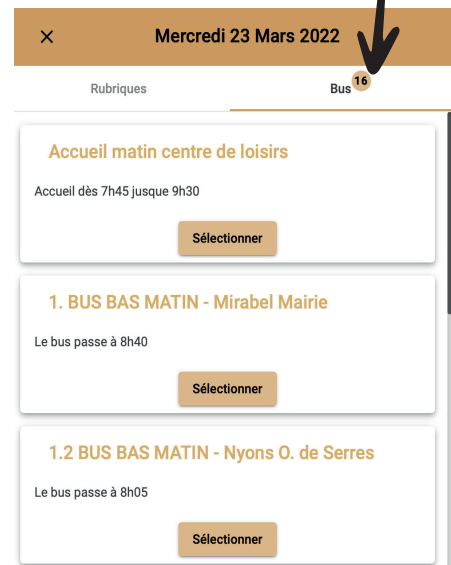 × Mercredi 23 Mars 2022
Rubriques Bus 16
Accueil matin centre de loisirs
Accueil dès 7h45 jusque 9h30
Sélectionner
1. BUS BAS MATIN - Mirabel Mairie
Le bus passe à 8h40
Sélectionner
1.2 BUS BAS MATIN - Nyons O. de Serres
Le bus passe à 8h05
Sélectionner